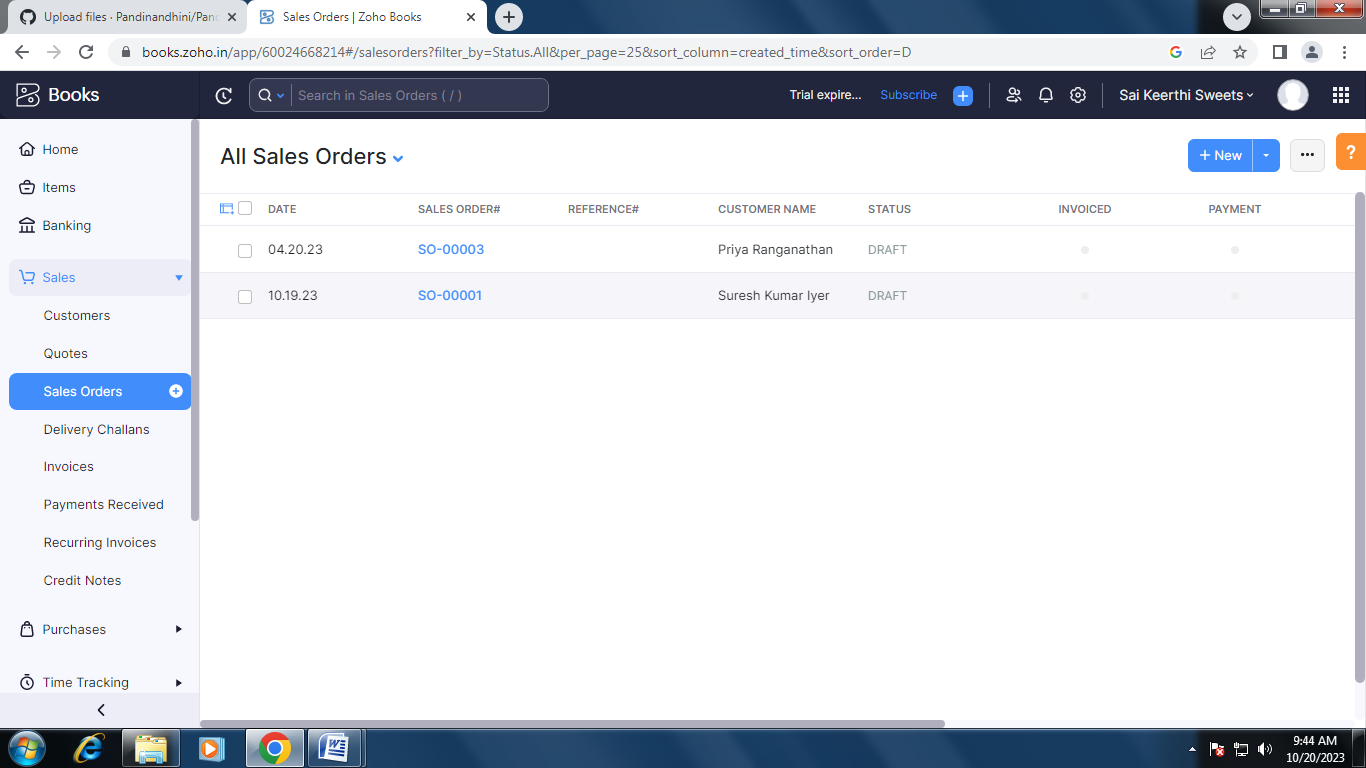 Upload files · Pandinandhini/Pand
Sales Orders | Zoho Books
books.zoho.in/app/60024668214#/salesorders?filter_by=Status.All&per_page=25&sort_column=created_time&sort_order=D
Books
Search in Sales Orders ( / )
Trial expire...
Subscribe
Sai Keerthi Sweets
Home
Items
Banking
Sales
Customers
Quotes
Sales Orders
Delivery Challans
Invoices
Payments Received
Recurring Invoices
Credit Notes
Purchases
Time Tracking
All Sales Orders
+ New
?
DATE SALES ORDER# REFERENCE# CUSTOMER NAME STATUS INVOICED PAYMENT
04.20.23 SO-00003 Priya Ranganathan DRAFT
10.19.23 SO-00001 Suresh Kumar Iyer DRAFT
9:44 AM
10/20/2023